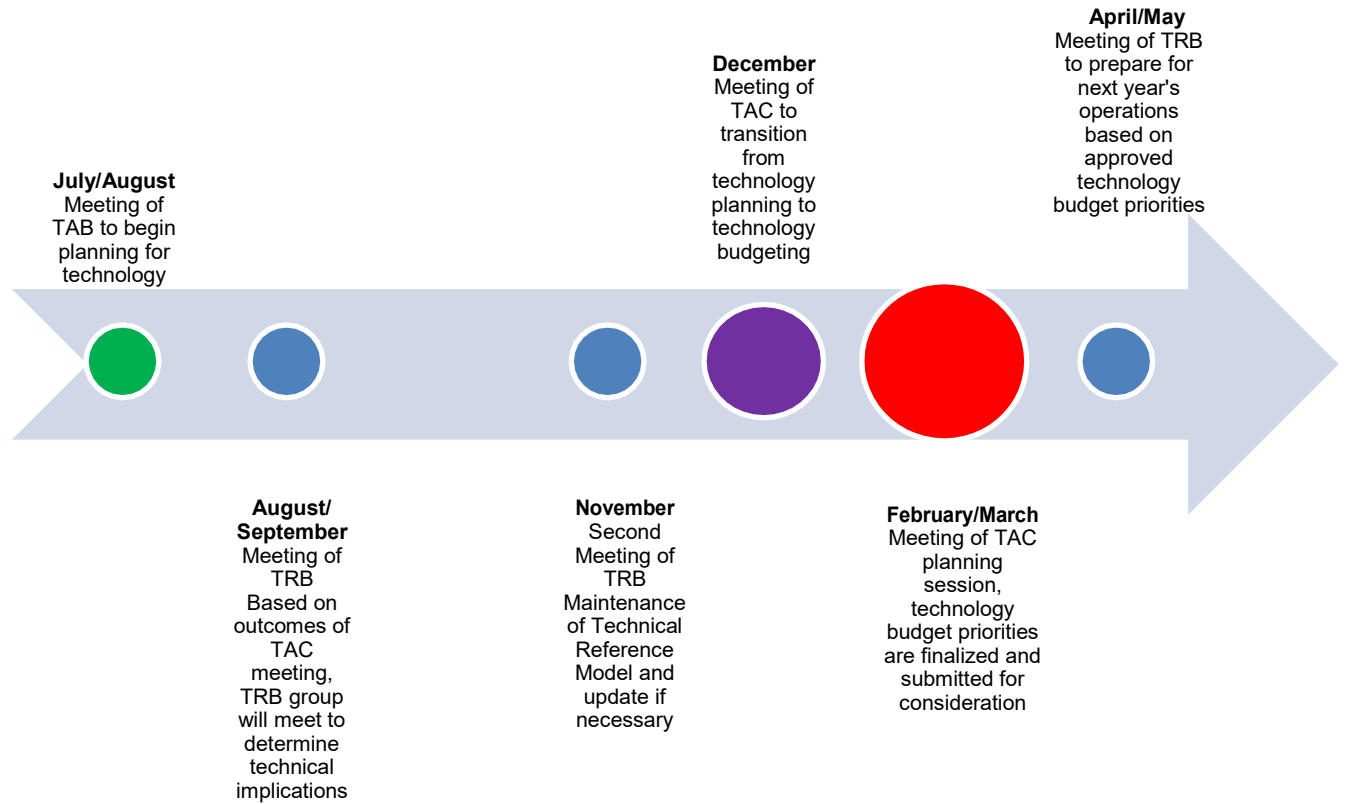 July/August
Meeting of
TAB to begin
planning for
technology
August/
September
Meeting of
TRB
Based on
outcomes of
TAC
meeting,
TRB group
will meet to
determine
technical
implications
November
Second
Meeting of
TRB
Maintenance
of Technical
Reference
Model and
update if
necessary
December
Meeting of
TAC to
transition
from
technology
planning to
technology
budgeting
February/March
Meeting of TAC
planning
session,
technology
budget priorities
are finalized and
submitted for
consideration
April/May
Meeting of TRB
to prepare for
next year's
operations
based on
approved
technology
budget priorities